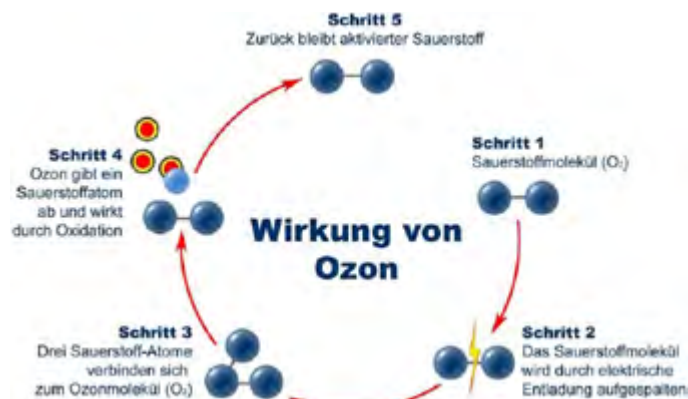 Schritt 5
Zurück bleibt aktivierter Sauerstoff
Schritt 1
Sauerstoffmolekül (O₂)
Schritt 4
Ozon gibt ein
Sauerstoffatom
ab und wirkt
durch Oxidation
Wirkung von
Ozon
Schritt 3
Drei Sauerstoff-Atome
verbinden sich
zum Ozonmolekül (O₃)
Schritt 2
Das Sauerstoffmolekül
wird durch elektrische
Entladung aufgespalten.